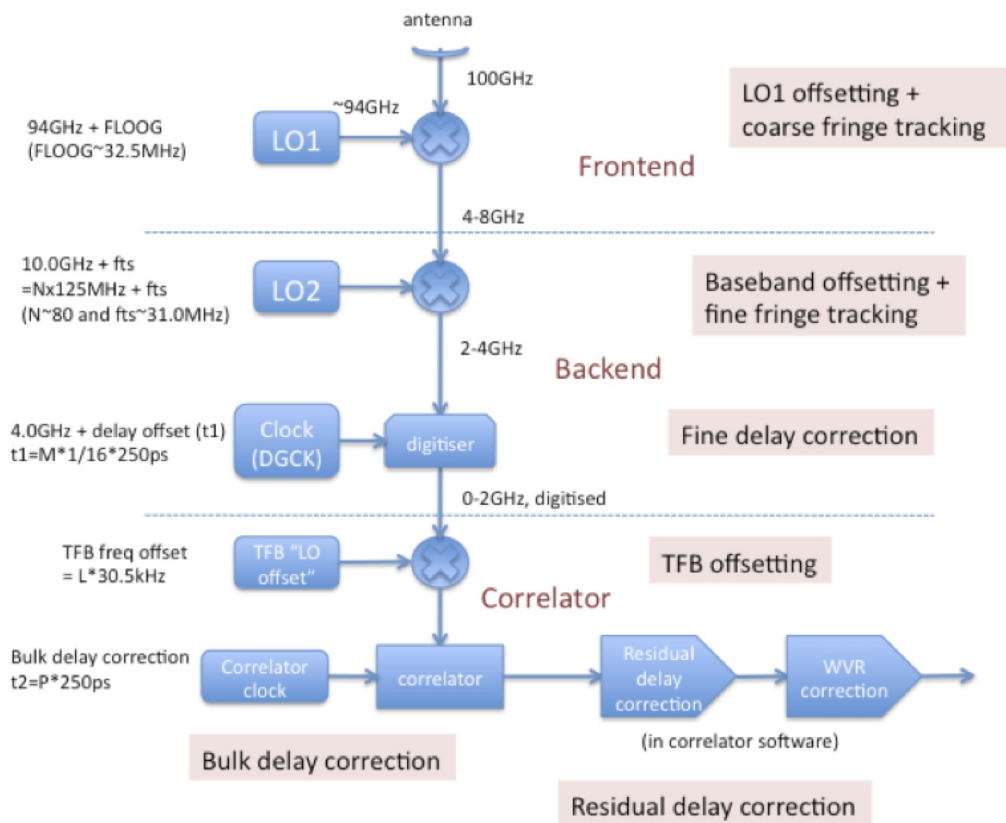 antenna
100GHz
~94GHz
94GHz + FLOOG
(FLOOG~32.5MHz)
LO1
LO1 offsetting +
coarse fringe tracking
Frontend
4-8GHz
10.0GHz + fts
=Nx125MHz + fts
(N~80 and fts~31.0MHz)
LO2
Baseband offsetting +
fine fringe tracking
2-4GHz
Backend
4.0GHz + delay offset (t1)
t1=M*1/16*250ps
Clock
(DGCK)
digitiser
Fine delay correction
0-2GHz, digitised
TFB freq offset
= L*30.5kHz
TFB "LO
offset"
TFB offsetting
Correlator
Bulk delay correction
t2=P*250ps
Correlator
clock
correlator
Residual
delay
correction
WVR
correction
(in correlator software)
Bulk delay correction
Residual delay correction